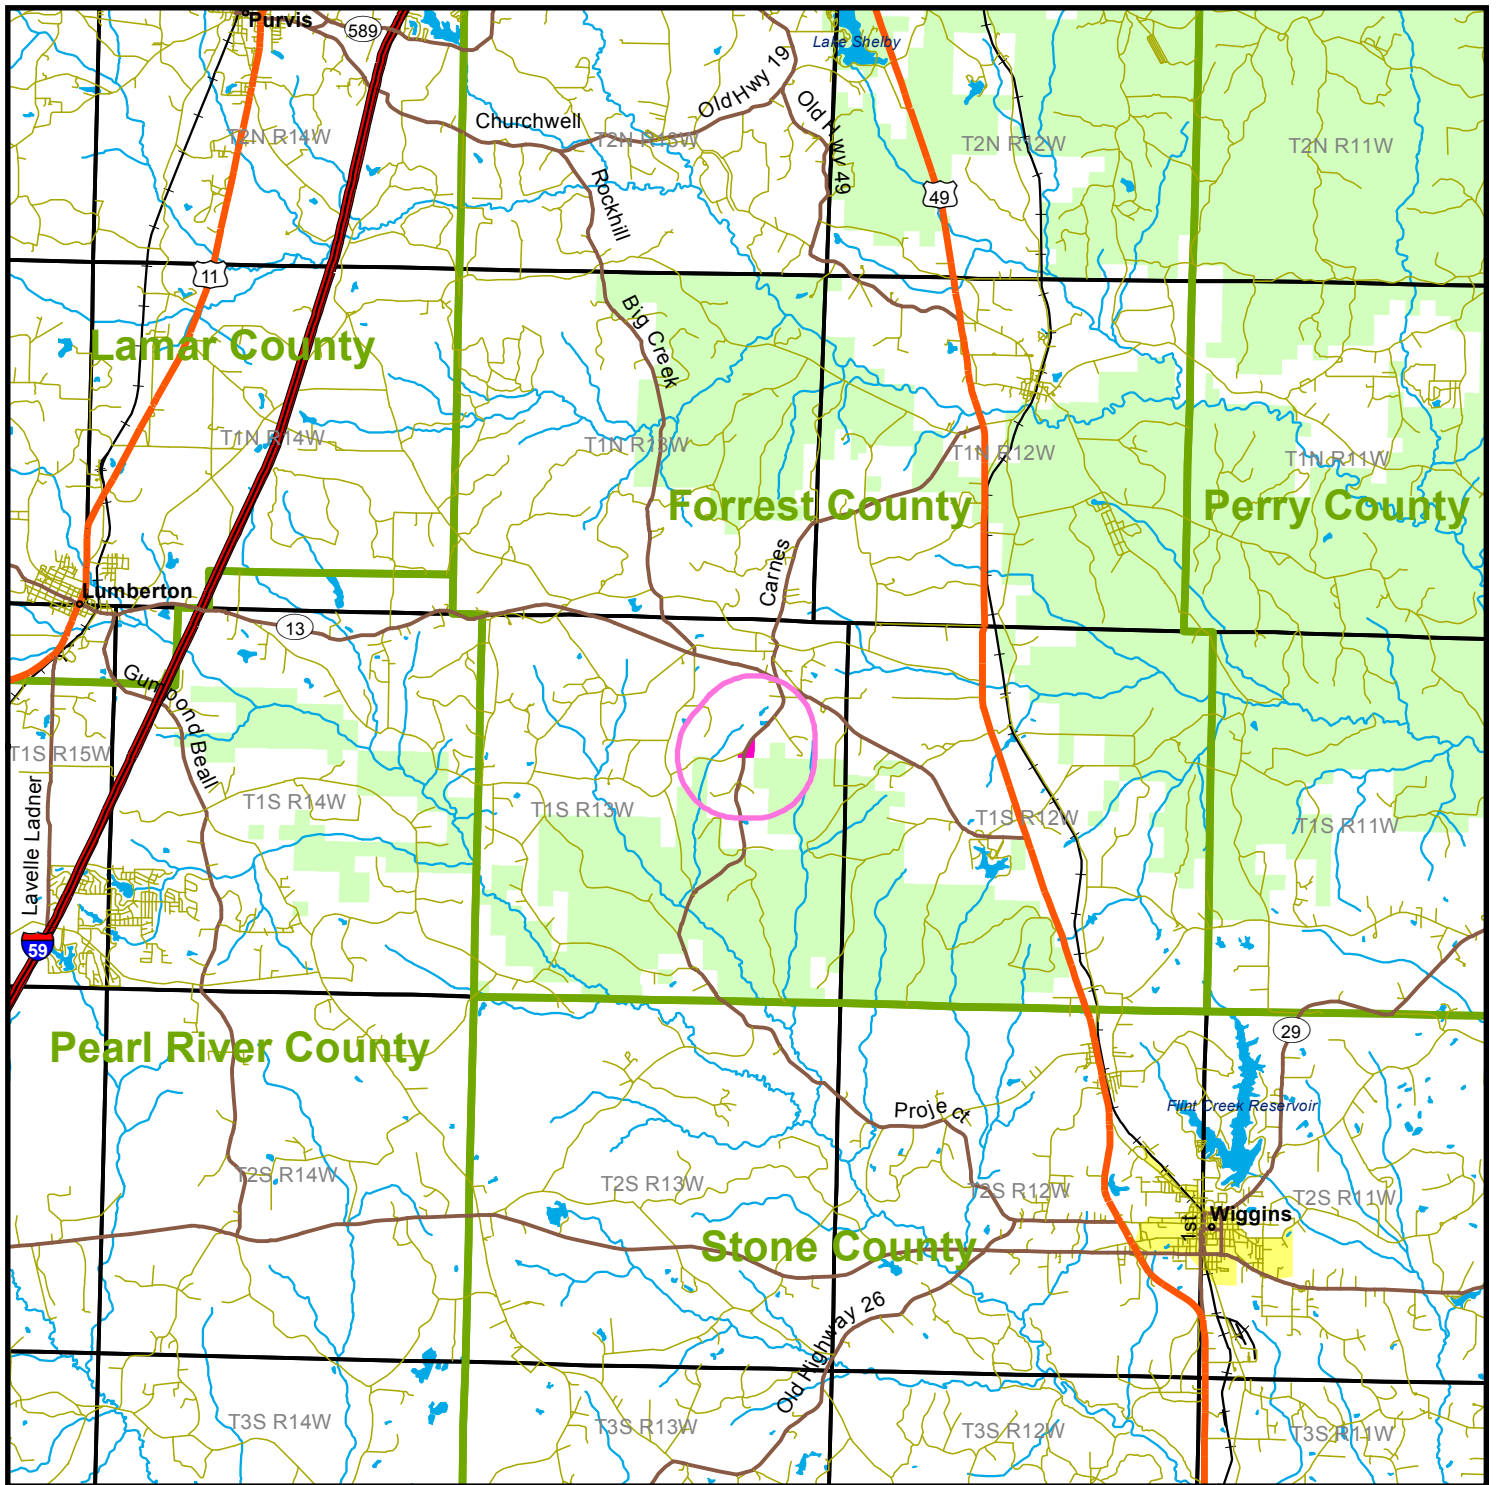 Purvis
589
Lake Shelby
Old Hwy 19
Old Hwy 49
Churchwell
T2N R14W
T2N R13W
T2N R12W
T2N R11W
Rockhill
49
11
Big Creek
Lamar County
T1N R14W
T1N R13W
T1N R12W
T1N R11W
Forrest County
Perry County
Carnes
Lumberton
13
Gumpond Beall
T1S R15W
Lavelle Ladner
T1S R14W
T1S R13W
T1S R12W
T1S R11W
59
Pearl River County
29
Project
Flint Creek Reservoir
T2S R14W
T2S R13W
T2S R12W
T2S R11W
1st
Wiggins
Stone County
Old Highway 26
T3S R14W
T3S R13W
T3S R12W
T3S R11W